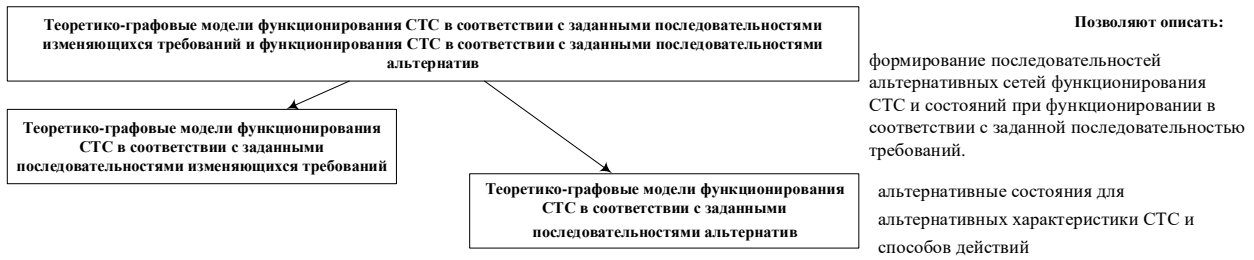 Теоретико-графовые модели функционирования СТС в соответствии с заданными последовательностями
изменяющихся требований и функционирования СТС в соответствии с заданными последовательностями
альтернатив
Позволяют описать:
формирование последовательностей
альтернативных сетей функционирования
СТС и состояний при функционировании в
соответствии с заданной последовательностью
требований.
Теоретико-графовые модели функционирования
СТС в соответствии с заданными
последовательностями изменяющихся требований
Теоретико-графовые модели функционирования
СТС в соответствии с заданными
последовательностями альтернатив
альтернативные состояния для
альтернативных характеристики СТС и
способов действий